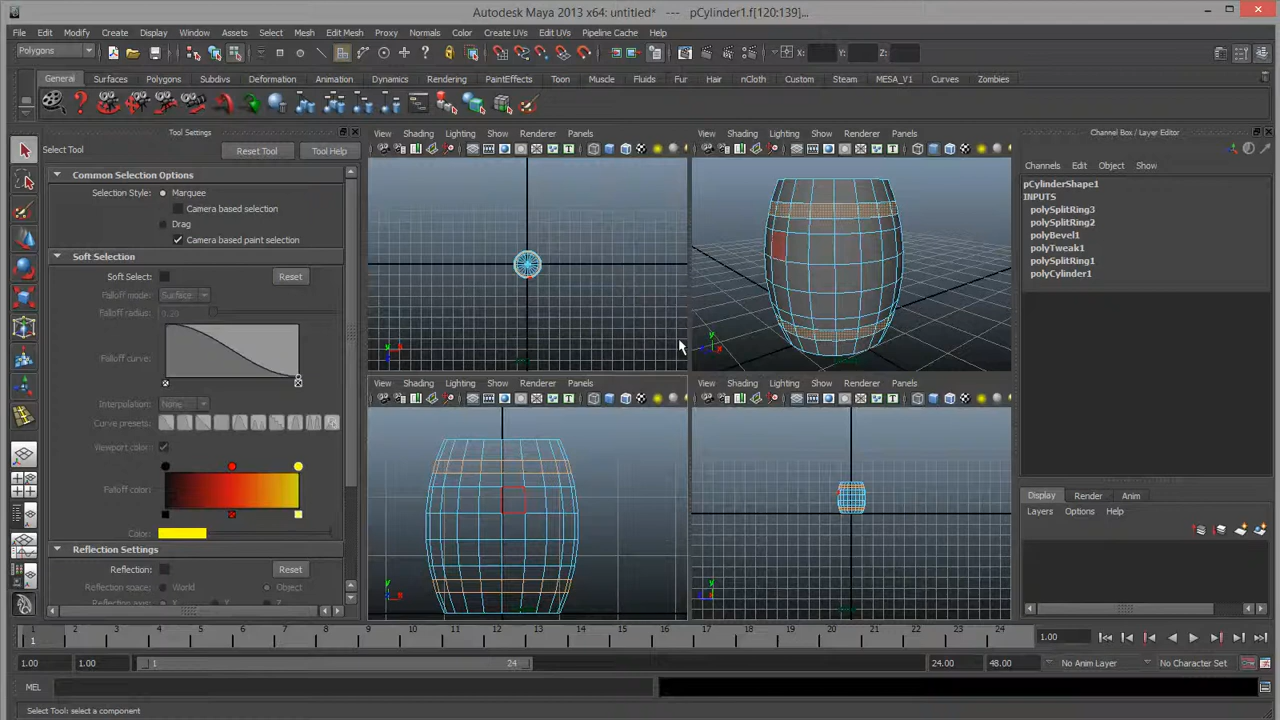 Autodesk Maya 2013 x64: untitled* --- pCylinder1.f[120:139]...
File Edit Modify Create Display Window Assets Select Mesh Edit Mesh Proxy Normals Color Create UVs Edit UVs Pipeline Cache Help
Polygons X: Y: Z:
General Surfaces Polygons Subdivs Deformation Animation Rendering Dynamics PaintEffects Toon Muscle Fluids Fur Hair nCloth Custom Steam MESA_V1 Curves Zombies
Tool Settings
Channel Box / Layer Editor
Select Tool Reset Tool Tool Help
View Shading Lighting Show Renderer Panels
View Shading Lighting Show Renderer Panels
Channels Edit Object Show
Common Selection Options
Selection Style: Marquee
Camera based selection
Drag
Camera based paint selection
Soft Selection
Soft Select: Reset
Falloff mode: Surface
Falloff radius: 0.20
Falloff curve:
Interpolation: None
Curve presets:
Viewport color:
Falloff color:
Color:
Reflection Settings
Reflection: Reset
Reflection space: World Object
Reflection axis: X Y Z
pCylinderShape1
INPUTS
polySplitRing3
polySplitRing2
polyBevel1
polyTweak1
polySplitRing1
polyCylinder1
View Shading Lighting Show Renderer Panels
View Shading Lighting Show Renderer Panels
Display Render Anim
Layers Options Help
1 2 3 4 5 6 7 8 9 10 11 12 13 14 15 16 17 18 19 20 21 22 23 24
1 1.00
1.00 1.00 1 24 24.00 48.00 No Anim Layer No Character Set
MEL
Select Tool: select a component